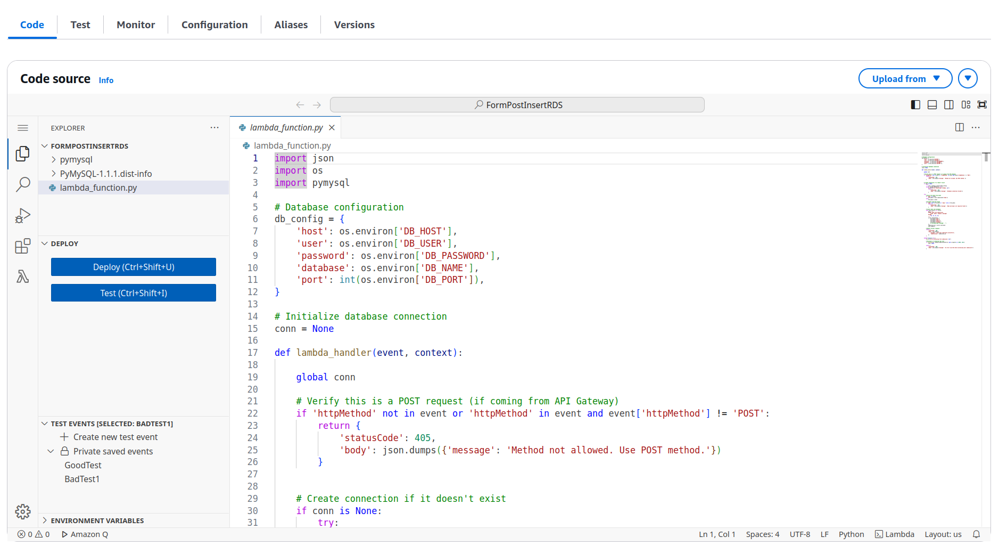 Code Test Monitor Configuration Aliases Versions
Code source Info Upload from
FormPostInsertRDS
EXPLORER
FORMPOSTINSERTRDS
pymysql
PyMySQL-1.1.1.dist-info
lambda_function.py
DEPLOY
Deploy (Ctrl+Shift+U)
Test (Ctrl+Shift+I)
TEST EVENTS [SELECTED: BADTEST1]
Create new test event
Private saved events
GoodTest
BadTest1
ENVIRONMENT VARIABLES
lambda_function.py
lambda_function.py
1 import json
2 import os
3 import pymysql
4
5 # Database configuration
6 db_config = {
7     'host': os.environ['DB_HOST'],
8     'user': os.environ['DB_USER'],
9     'password': os.environ['DB_PASSWORD'],
10     'database': os.environ['DB_NAME'],
11     'port': int(os.environ['DB_PORT']),
12 }
13
14 # Initialize database connection
15 conn = None
16
17 def lambda_handler(event, context):
18
19     global conn
20
21     # Verify this is a POST request (if coming from API Gateway)
22     if 'httpMethod' not in event or 'httpMethod' in event and event['httpMethod'] != 'POST':
23         return {
24             'statusCode': 405,
25             'body': json.dumps({'message': 'Method not allowed. Use POST method.'})
26         }
27
28
29     # Create connection if it doesn't exist
30     if conn is None:
31         try:
0 0 Amazon Q Ln 1, Col 1 Spaces: 4 UTF-8 LF Python Lambda Layout: us